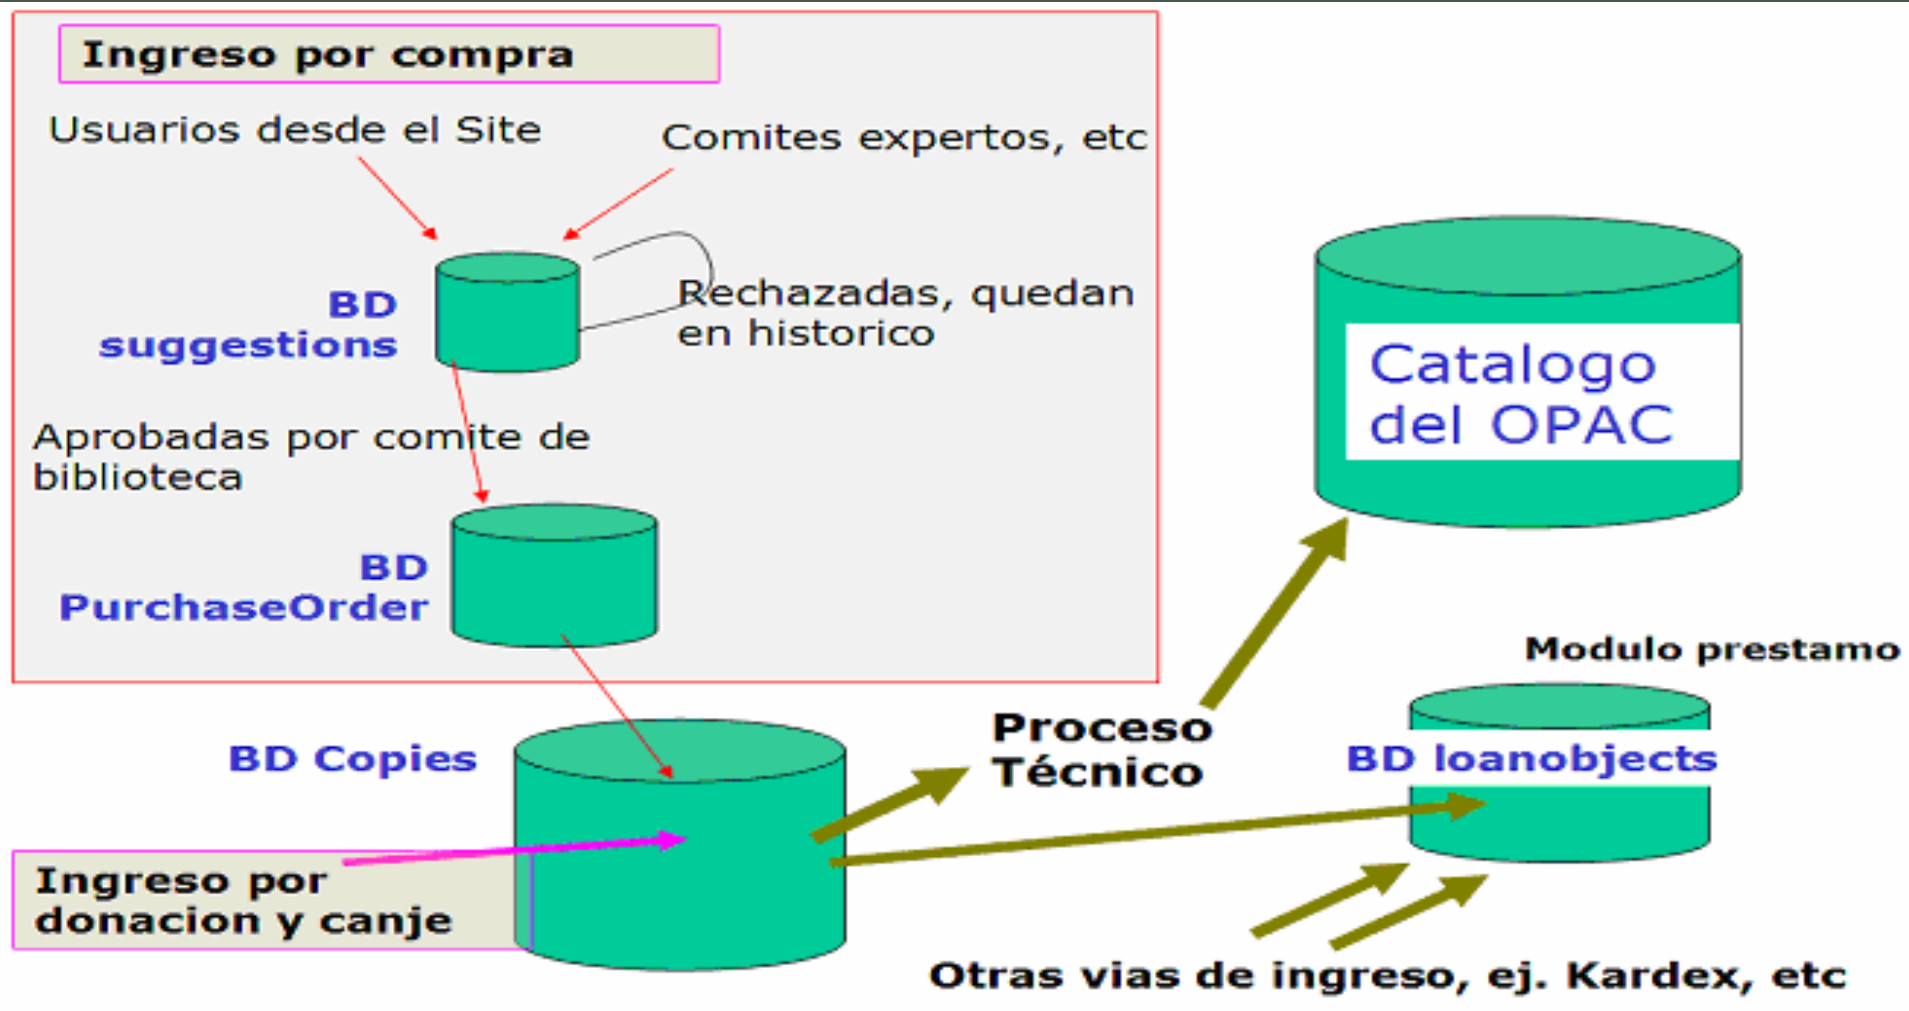 Ingreso por compra
Usuarios desde el Site
Comites expertos, etc
BD
suggestions
Rechazadas, quedan
en historico
Aprobadas por comite de
biblioteca
BD
PurchaseOrder
BD Copies
Ingreso por
donacion y canje
Proceso
Técnico
Catalogo
del OPAC
Modulo prestamo
BD loanobjects
Otras vias de ingreso, ej. Kardex, etc